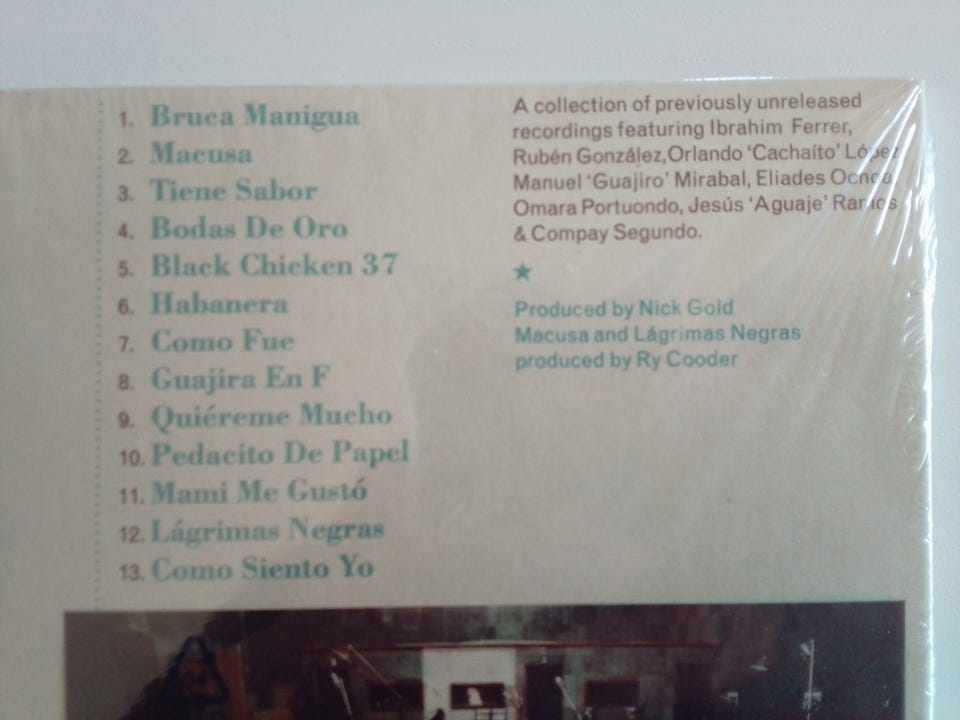 1. Bruca Manigua
2. Macusa
3. Tiene Sabor
4. Bodas De Oro
5. Black Chicken 37
6. Habanera
7. Como Fue
8. Guajira En F
9. Quiéreme Mucho
10. Pedacito De Papel
11. Mami Me Gustó
12. Lágrimas Negras
13. Como Siento Yo
A collection of previously unreleased
recordings featuring Ibrahim Ferrer,
Rubén González, Orlando 'Cachaíto' López
Manuel 'Guajiro' Mirabal, Eliades Ochoa
Omara Portuondo, Jesús 'Aguaje' Ramos
& Compay Segundo.
Produced by Nick Gold
Macusa and Lágrimas Negras
produced by Ry Cooder